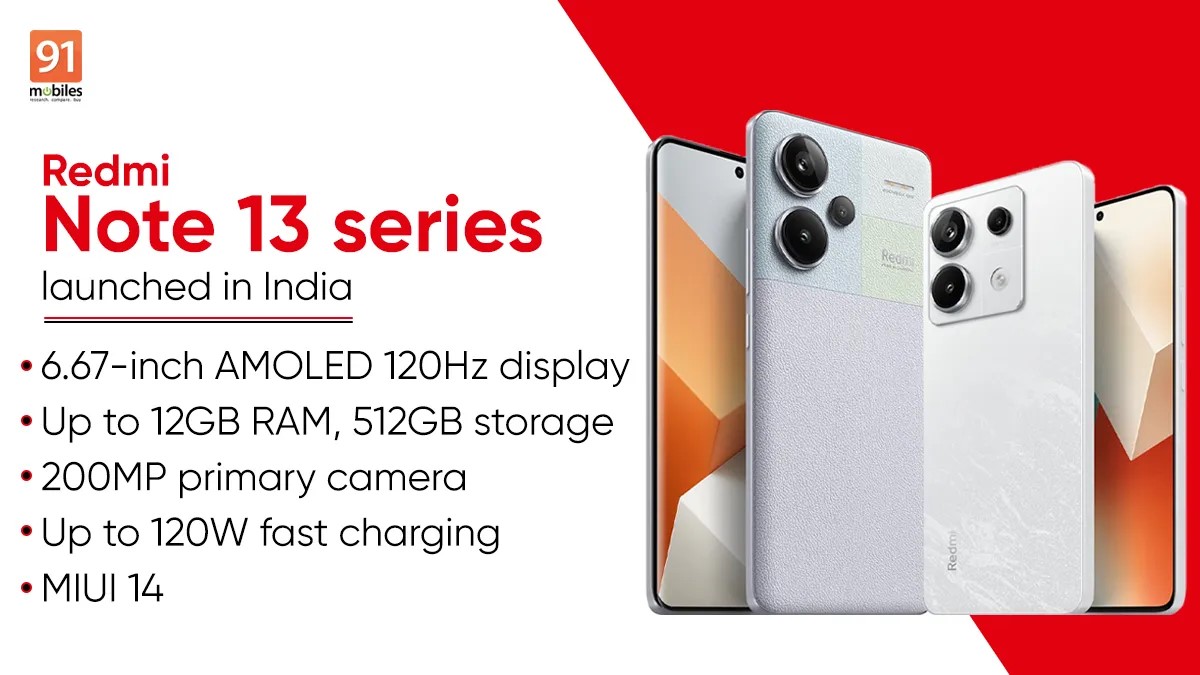 91
mobiles
research. compare. buy
Redmi
Note 13 series
launched in India
• 6.67-inch AMOLED 120Hz display
• Up to 12GB RAM, 512GB storage
• 200MP primary camera
• Up to 120W fast charging
• MIUI 14
Redmi
Redmi